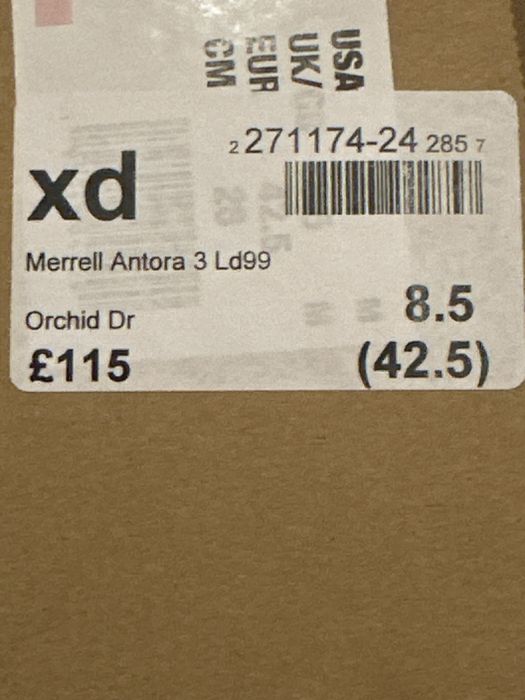 USA
UK/
EUR
CM
2 271174-24 285 7
xd
Merrell Antora 3 Ld99
Orchid Dr
8.5
£115
(42.5)